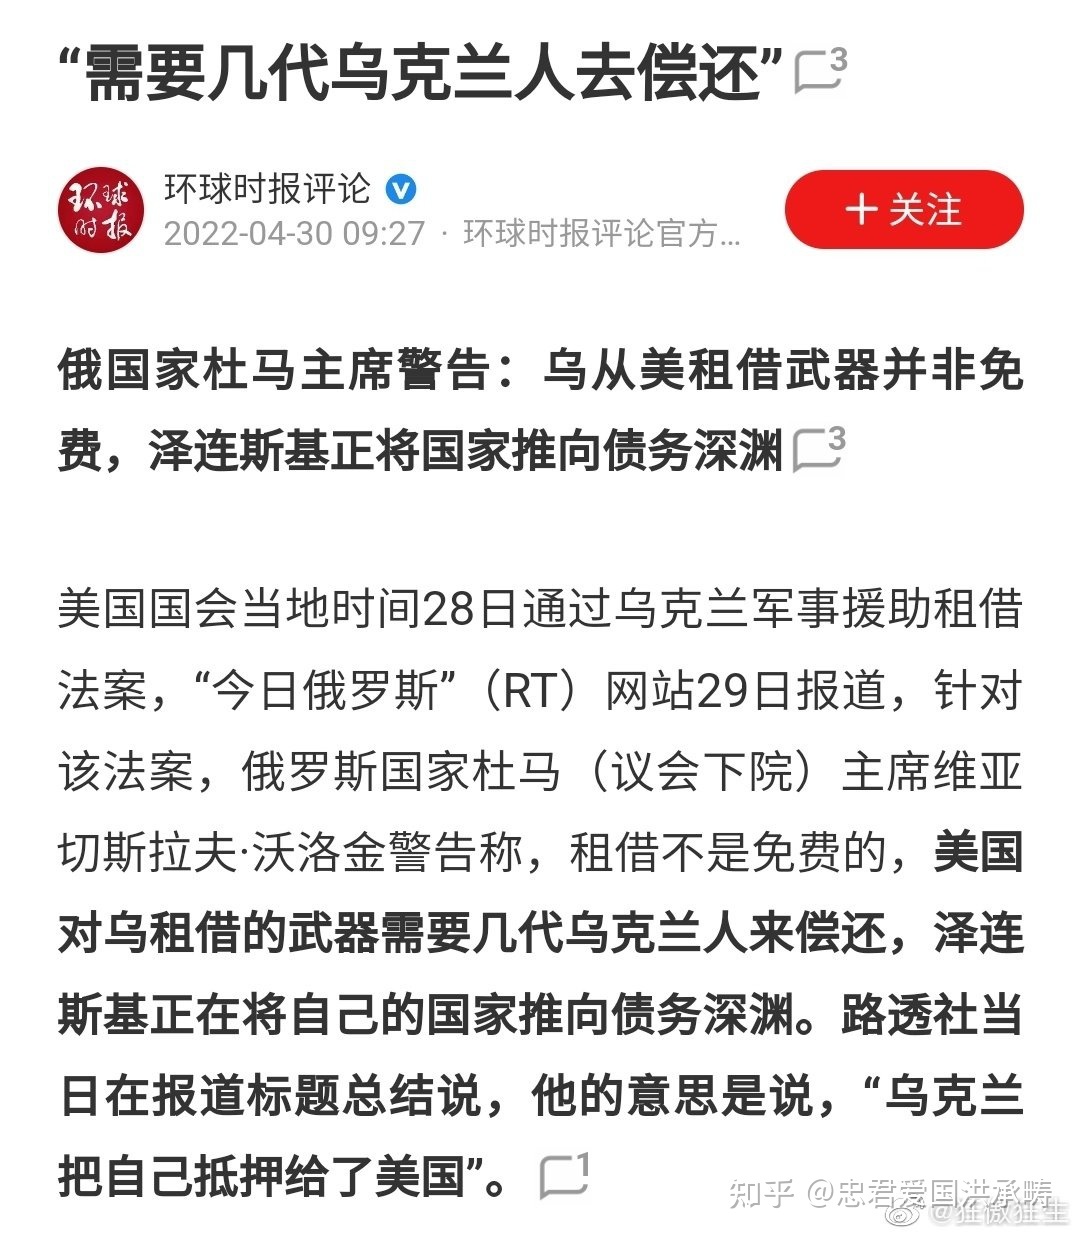 “需要几代乌克兰人去偿还” 3
环球时报
环球时报评论
2022-04-30 09:27 · 环球时报评论官方...
+关注
俄国家杜马主席警告：乌从美租借武器并非免
费，泽连斯基正将国家推向债务深渊 3
美国国会当地时间28日通过乌克兰军事援助租借
法案，“今日俄罗斯”（RT）网站29日报道，针对
该法案，俄罗斯国家杜马（议会下院）主席维亚
切斯拉夫·沃洛金警告称，租借不是免费的，美国
对乌租借的武器需要几代乌克兰人来偿还，泽连
斯基正在将自己的国家推向债务深渊。路透社当
日在报道标题总结说，他的意思是说，“乌克兰
把自己抵押给了美国”。 1
知乎 @忠君爱国洪承畴
@狂傲狂生